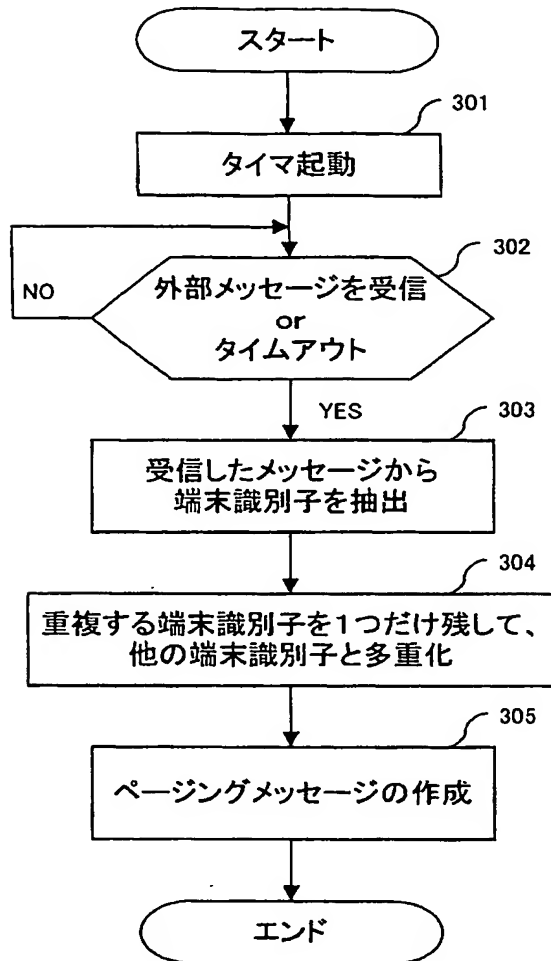 スタート
301
タイマ起動
302
NO
外部メッセージを受信
or
タイムアウト
YES
303
受信したメッセージから
端末識別子を抽出
304
重複する端末識別子を1つだけ残して、
他の端末識別子と多重化
305
ページングメッセージの作成
エンド